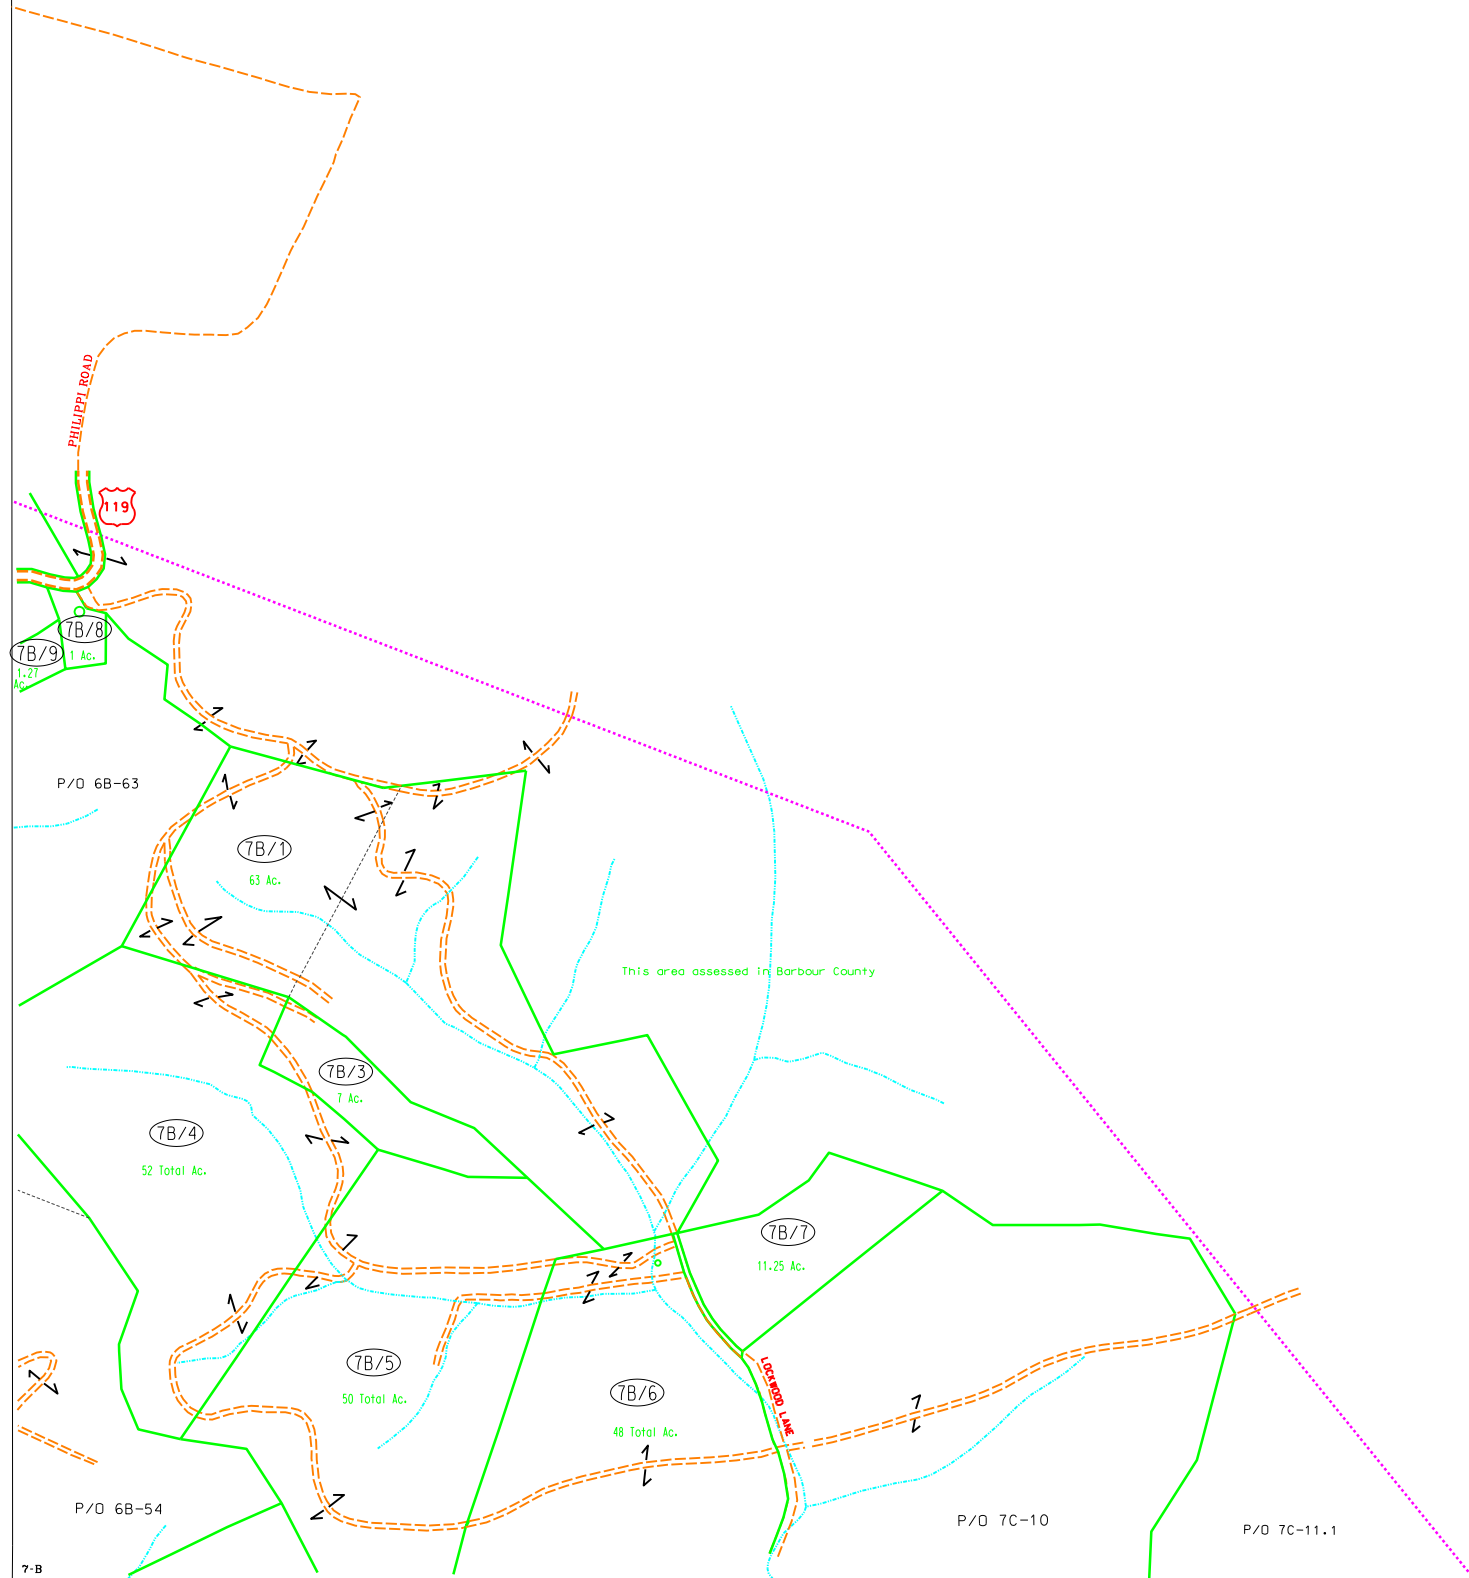 PHILIPPI ROAD
119
7B/8
1 Ac.
7B/9
1.27
Ac.
P/O 6B-63
7B/1
63 Ac.
This area assessed in Barbour County
7B/3
7 Ac.
7B/4
52 Total Ac.
7B/7
11.25 Ac.
7B/5
50 Total Ac.
7B/6
48 Total Ac.
LOCKWOOD LANE
P/O 6B-54
P/O 7C-10
P/O 7C-11.1
7-B